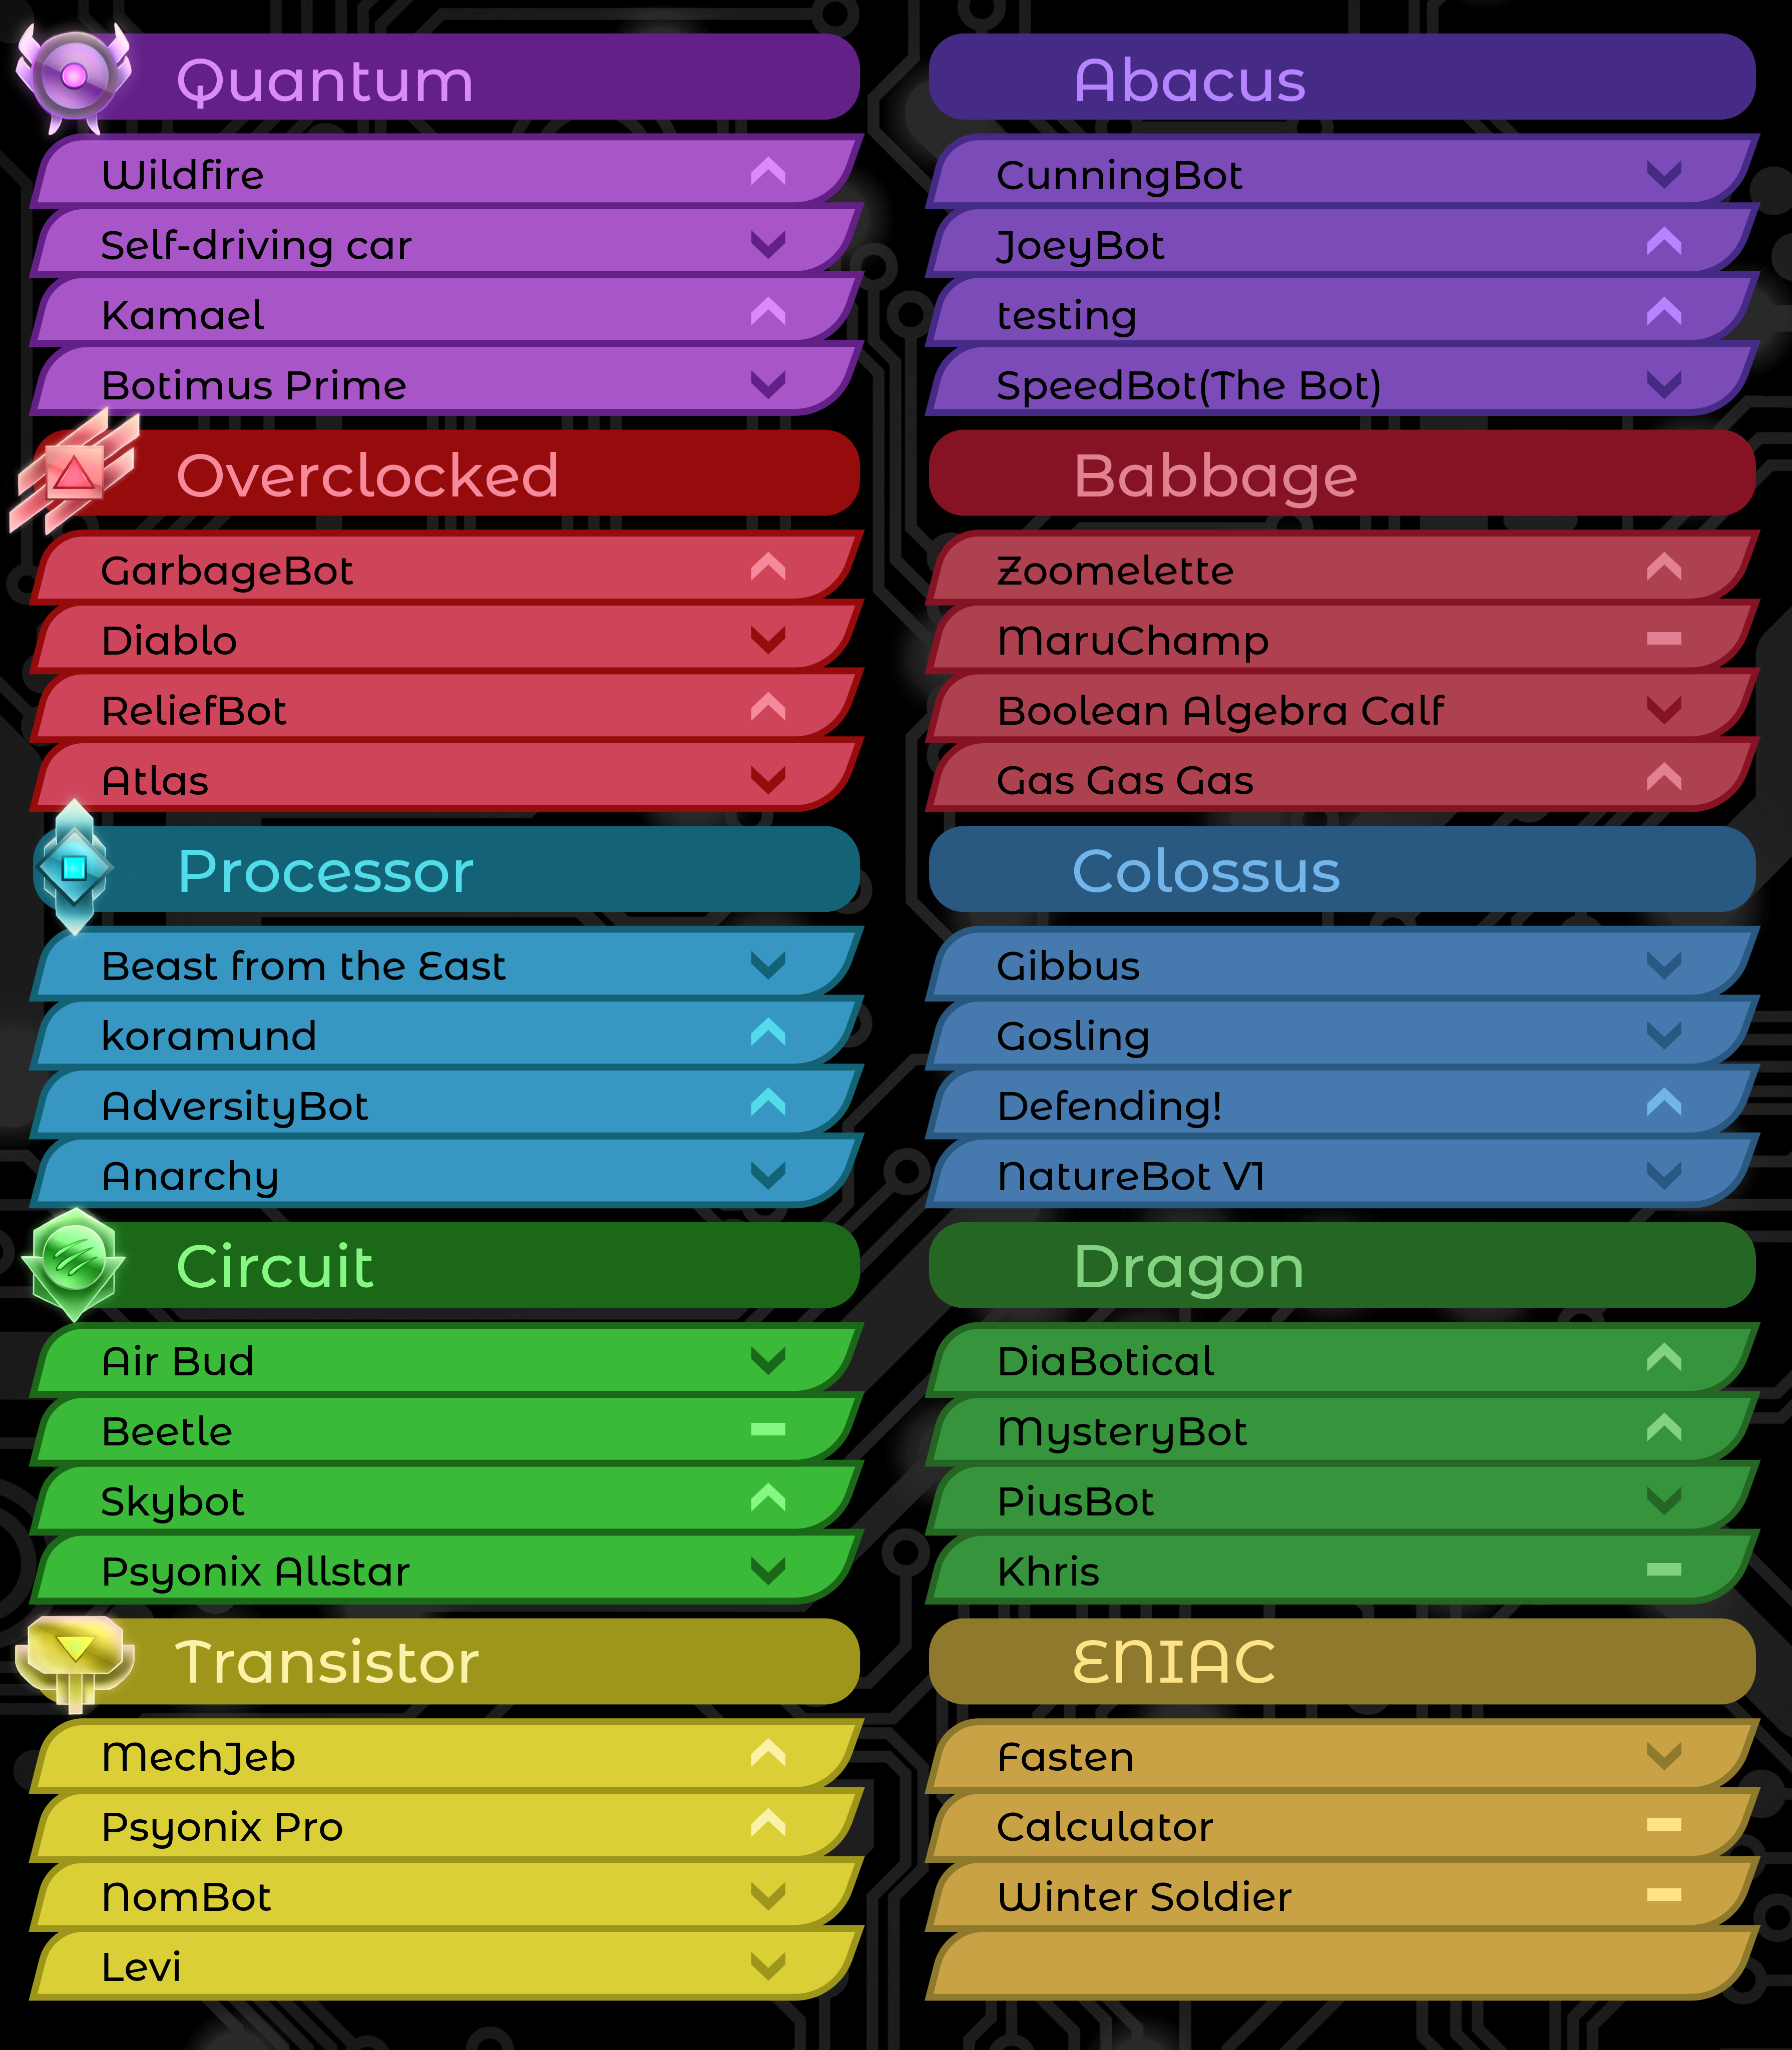 Quantum
Wildfire
Self-driving car
Kamael
Botimus Prime
Overclocked
GarbageBot
Diablo
ReliefBot
Atlas
Processor
Beast from the East
koramund
AdversityBot
Anarchy
Circuit
Air Bud
Beetle
Skybot
Psyonix Allstar
Transistor
MechJeb
Psyonix Pro
NomBot
Levi
Abacus
CunningBot
JoeyBot
testing
SpeedBot(The Bot)
Babbage
Zoomelette
MaruChamp
Boolean Algebra Calf
Gas Gas Gas
Colossus
Gibbus
Gosling
Defending!
NatureBot V1
Dragon
DiaBotical
MysteryBot
PiusBot
Khris
ENIAC
Fasten
Calculator
Winter Soldier